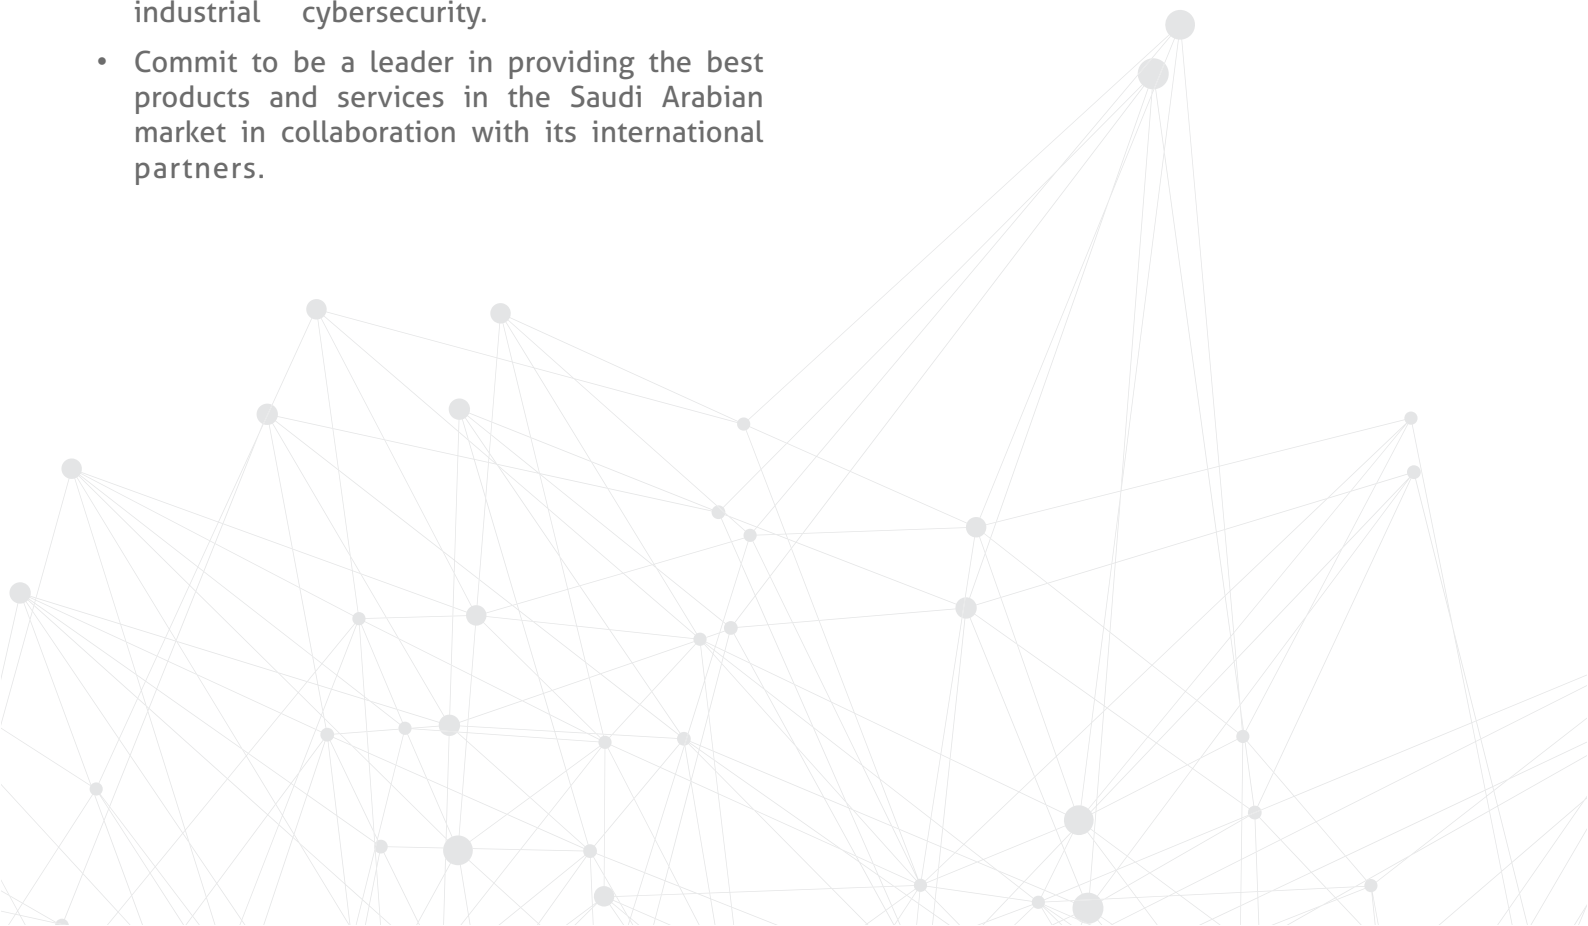 industrial cybersecurity.
• Commit to be a leader in providing the best
products and services in the Saudi Arabian
market in collaboration with its international
partners.